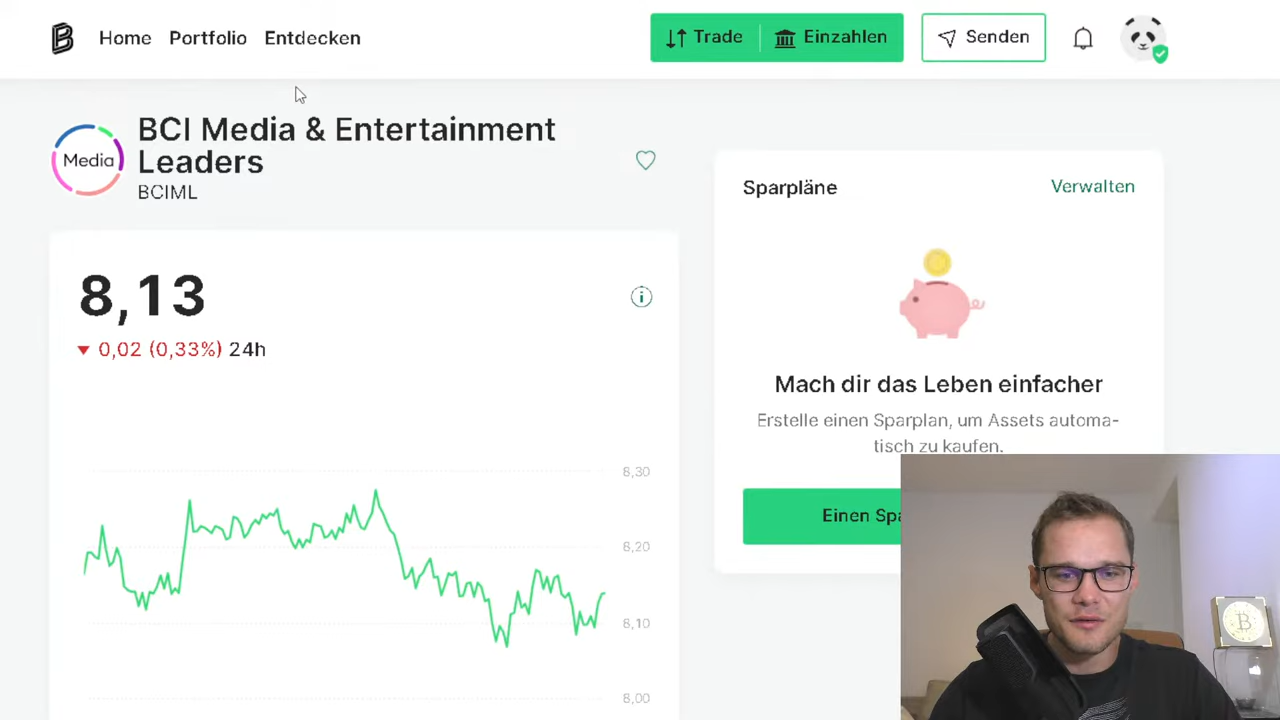 Home Portfolio Entdecken
Trade Einzahlen Senden
Media
BCI Media & Entertainment
Leaders
BCIML
8,13
0,02 (0,33%) 24h
8,30
8,20
8,10
8,00
Sparpläne Verwalten
Mach dir das Leben einfacher
Erstelle einen Sparplan, um Assets automa-
tisch zu kaufen.
Einen Spa